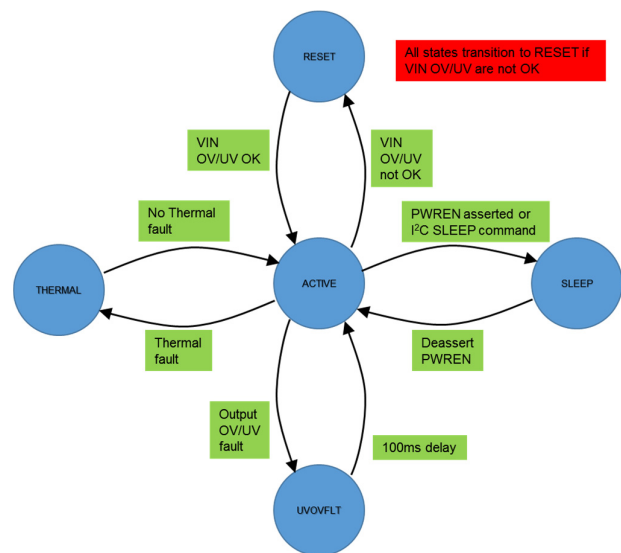 RESET
All states transition to RESET if
VIN OV/UV are not OK
VIN
OV/UV OK
VIN
OV/UV
not OK
No Thermal
fault
PWREN asserted or
I²C SLEEP command
THERMAL
ACTIVE
SLEEP
Thermal
fault
Deassert
PWREN
Output
OV/UV
fault
100ms delay
UVOVFLT